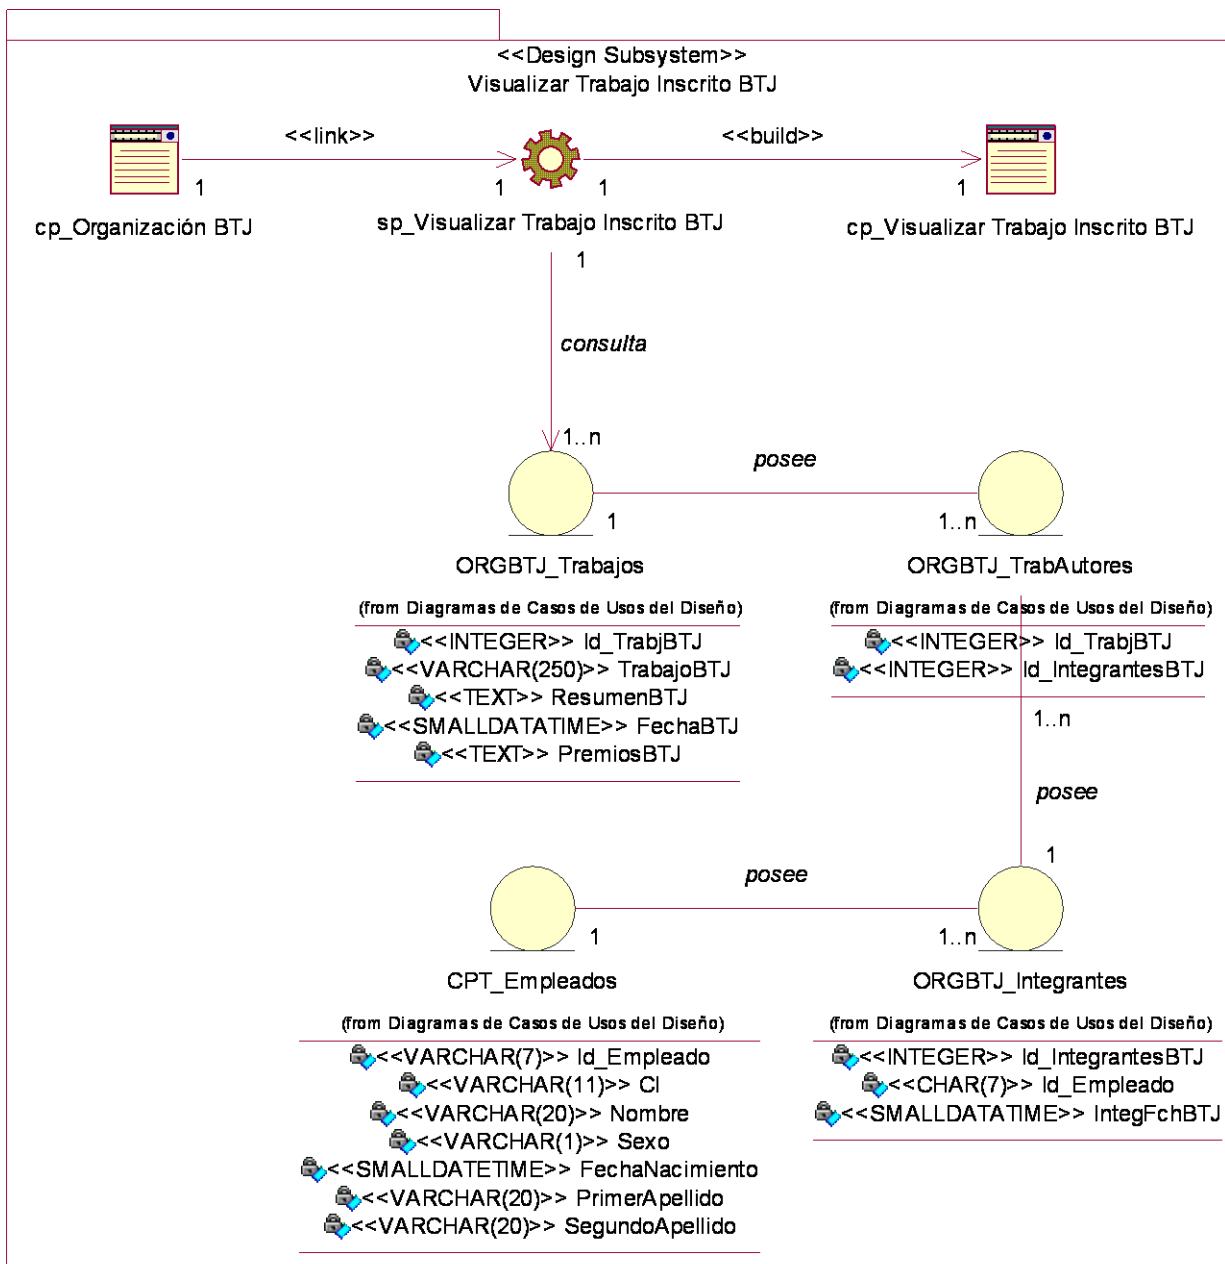 <<Design Subsystem>>
Visualizar Trabajo Inscrito BTJ
<<link>>
<<build>>
1
1
1
1
cp_Organización BTJ
sp_Visualizar Trabajo Inscrito BTJ
cp_Visualizar Trabajo Inscrito BTJ
1
consulta
1..n
posee
1
1..n
ORGBTJ_Trabajos
ORGBTJ_TrabAutores
(from Diagramas de Casos de Usos del Diseño)
(from Diagramas de Casos de Usos del Diseño)
<<INTEGER>> Id_TrabjBTJ
<<VARCHAR(250)>> TrabajoBTJ
<<TEXT>> ResumenBTJ
<<SMALLDATATIME>> FechaBTJ
<<TEXT>> PremiosBTJ
<<INTEGER>> Id_TrabjBTJ
<<INTEGER>> Id_IntegrantesBTJ
1..n
posee
1
posee
1
1..n
CPT_Empleados
ORGBTJ_Integrantes
(from Diagramas de Casos de Usos del Diseño)
(from Diagramas de Casos de Usos del Diseño)
<<VARCHAR(7)>> Id_Empleado
<<VARCHAR(11)>> CI
<<VARCHAR(20)>> Nombre
<<VARCHAR(1)>> Sexo
<<SMALLDATETIME>> FechaNacimiento
<<VARCHAR(20)>> PrimerApellido
<<VARCHAR(20)>> SegundoApellido
<<INTEGER>> Id_IntegrantesBTJ
<<CHAR(7)>> Id_Empleado
<<SMALLDATATIME>> IntegFchBTJ